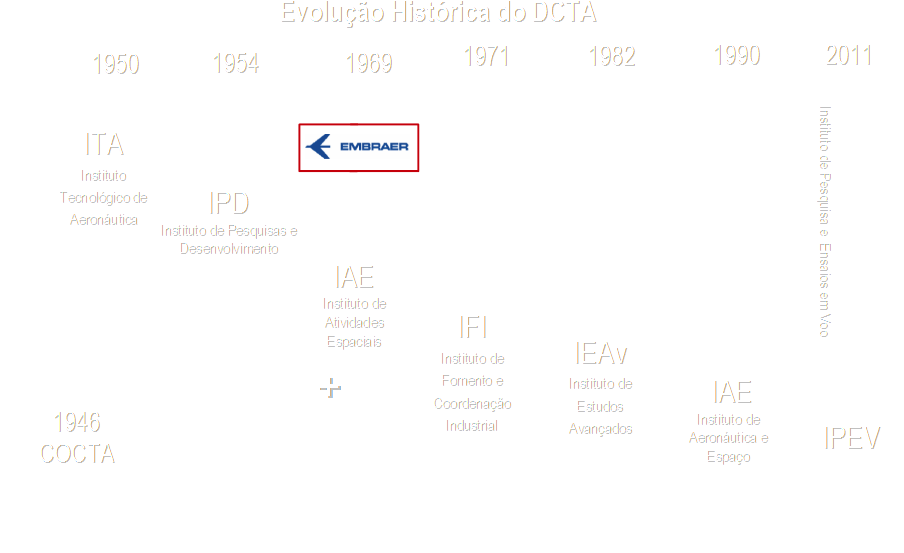 Evolução Histórica do DCTA
1950
1954
1969
1971
1982
1990
2011
ITA
Instituto
Tecnológico de
Aeronáutica
EMBRAER
IPD
Instituto de Pesquisas e
Desenvolvimento
IAE
Instituto de
Atividades
Espaciais
+
IFI
Instituto de
Fomento e
Coordenação
Industrial
IEAv
Instituto de
Estudos
Avançados
IAE
Instituto de
Aeronáutica e
Espaço
Instituto de Pesquisa e Ensaios em Voo
IPEV
1946
COCTA